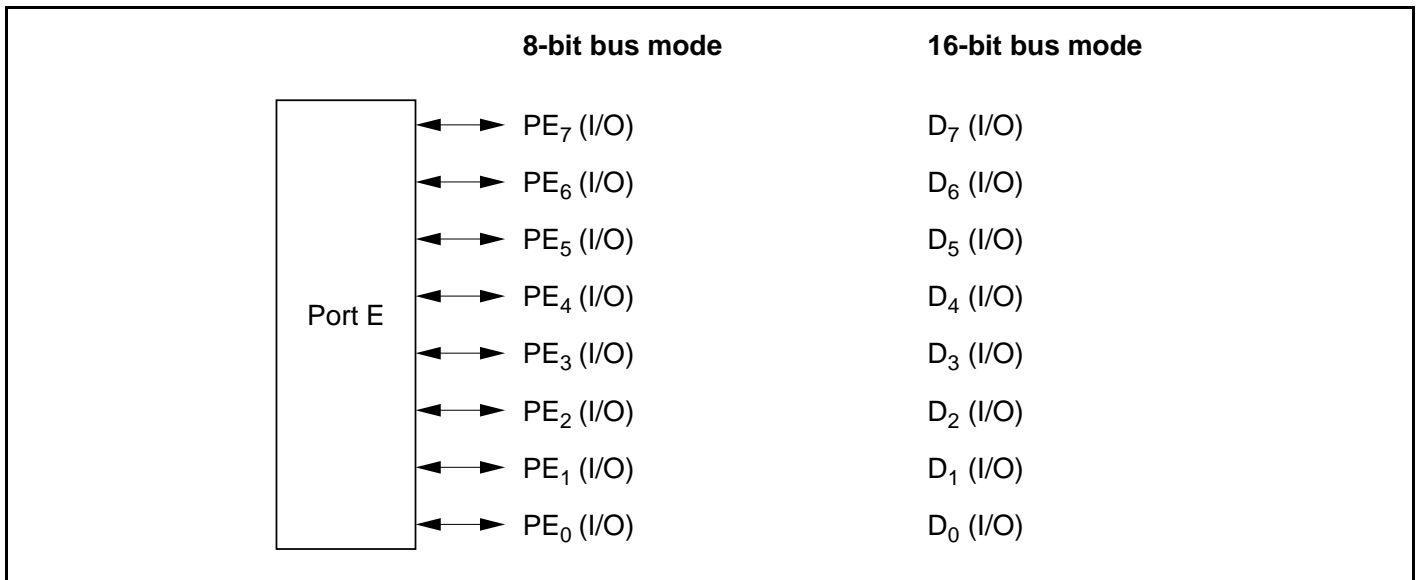 8-bit bus mode 16-bit bus mode
PE₇ (I/O) D₇ (I/O)
PE₆ (I/O) D₆ (I/O)
PE₅ (I/O) D₅ (I/O)
PE₄ (I/O) D₄ (I/O)
Port E
PE₃ (I/O) D₃ (I/O)
PE₂ (I/O) D₂ (I/O)
PE₁ (I/O) D₁ (I/O)
PE₀ (I/O) D₀ (I/O)